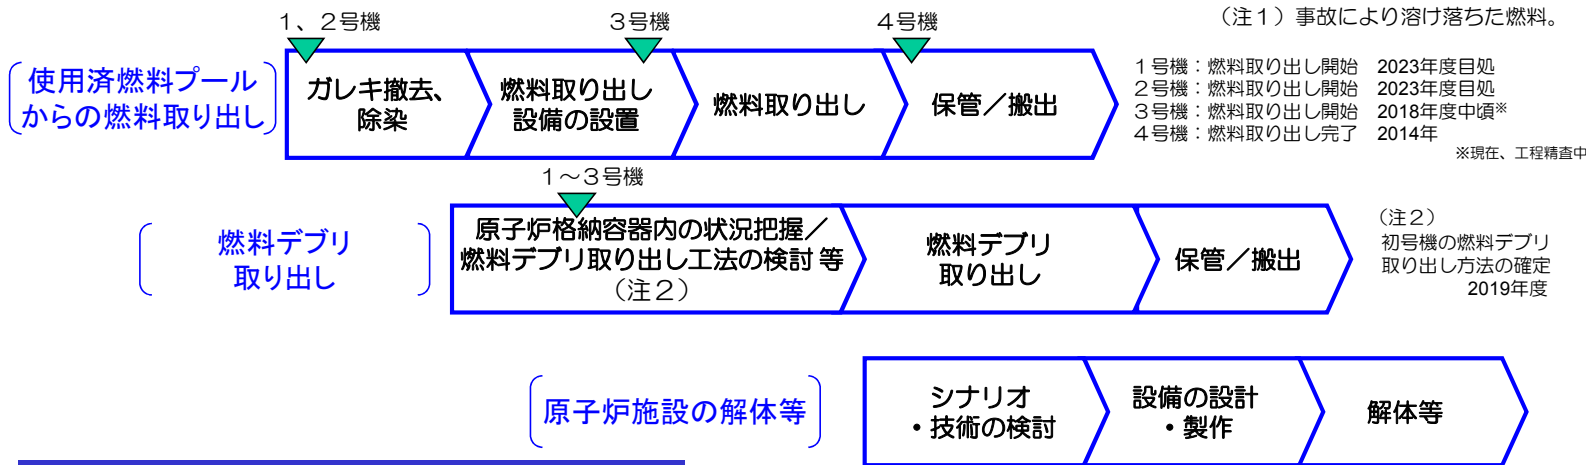 （注１）事故により溶け落ちた燃料。
１、２号機
３号機
４号機
使用済燃料プール
からの燃料取り出し
ガレキ撤去、
除染
燃料取り出し
設備の設置
燃料取り出し
保管／搬出
１号機：燃料取り出し開始　2023年度目処
２号機：燃料取り出し開始　2023年度目処
３号機：燃料取り出し開始　2018年度中頃※
４号機：燃料取り出し完了　2014年
※現在、工程精査中
１～３号機
燃料デブリ
取り出し
原子炉格納容器内の状況把握／
燃料デブリ取り出し工法の検討 等
（注２）
燃料デブリ
取り出し
保管／搬出
（注２）
初号機の燃料デブリ
取り出し方法の確定
2019年度
原子炉施設の解体等
シナリオ
・技術の検討
設備の設計
・製作
解体等